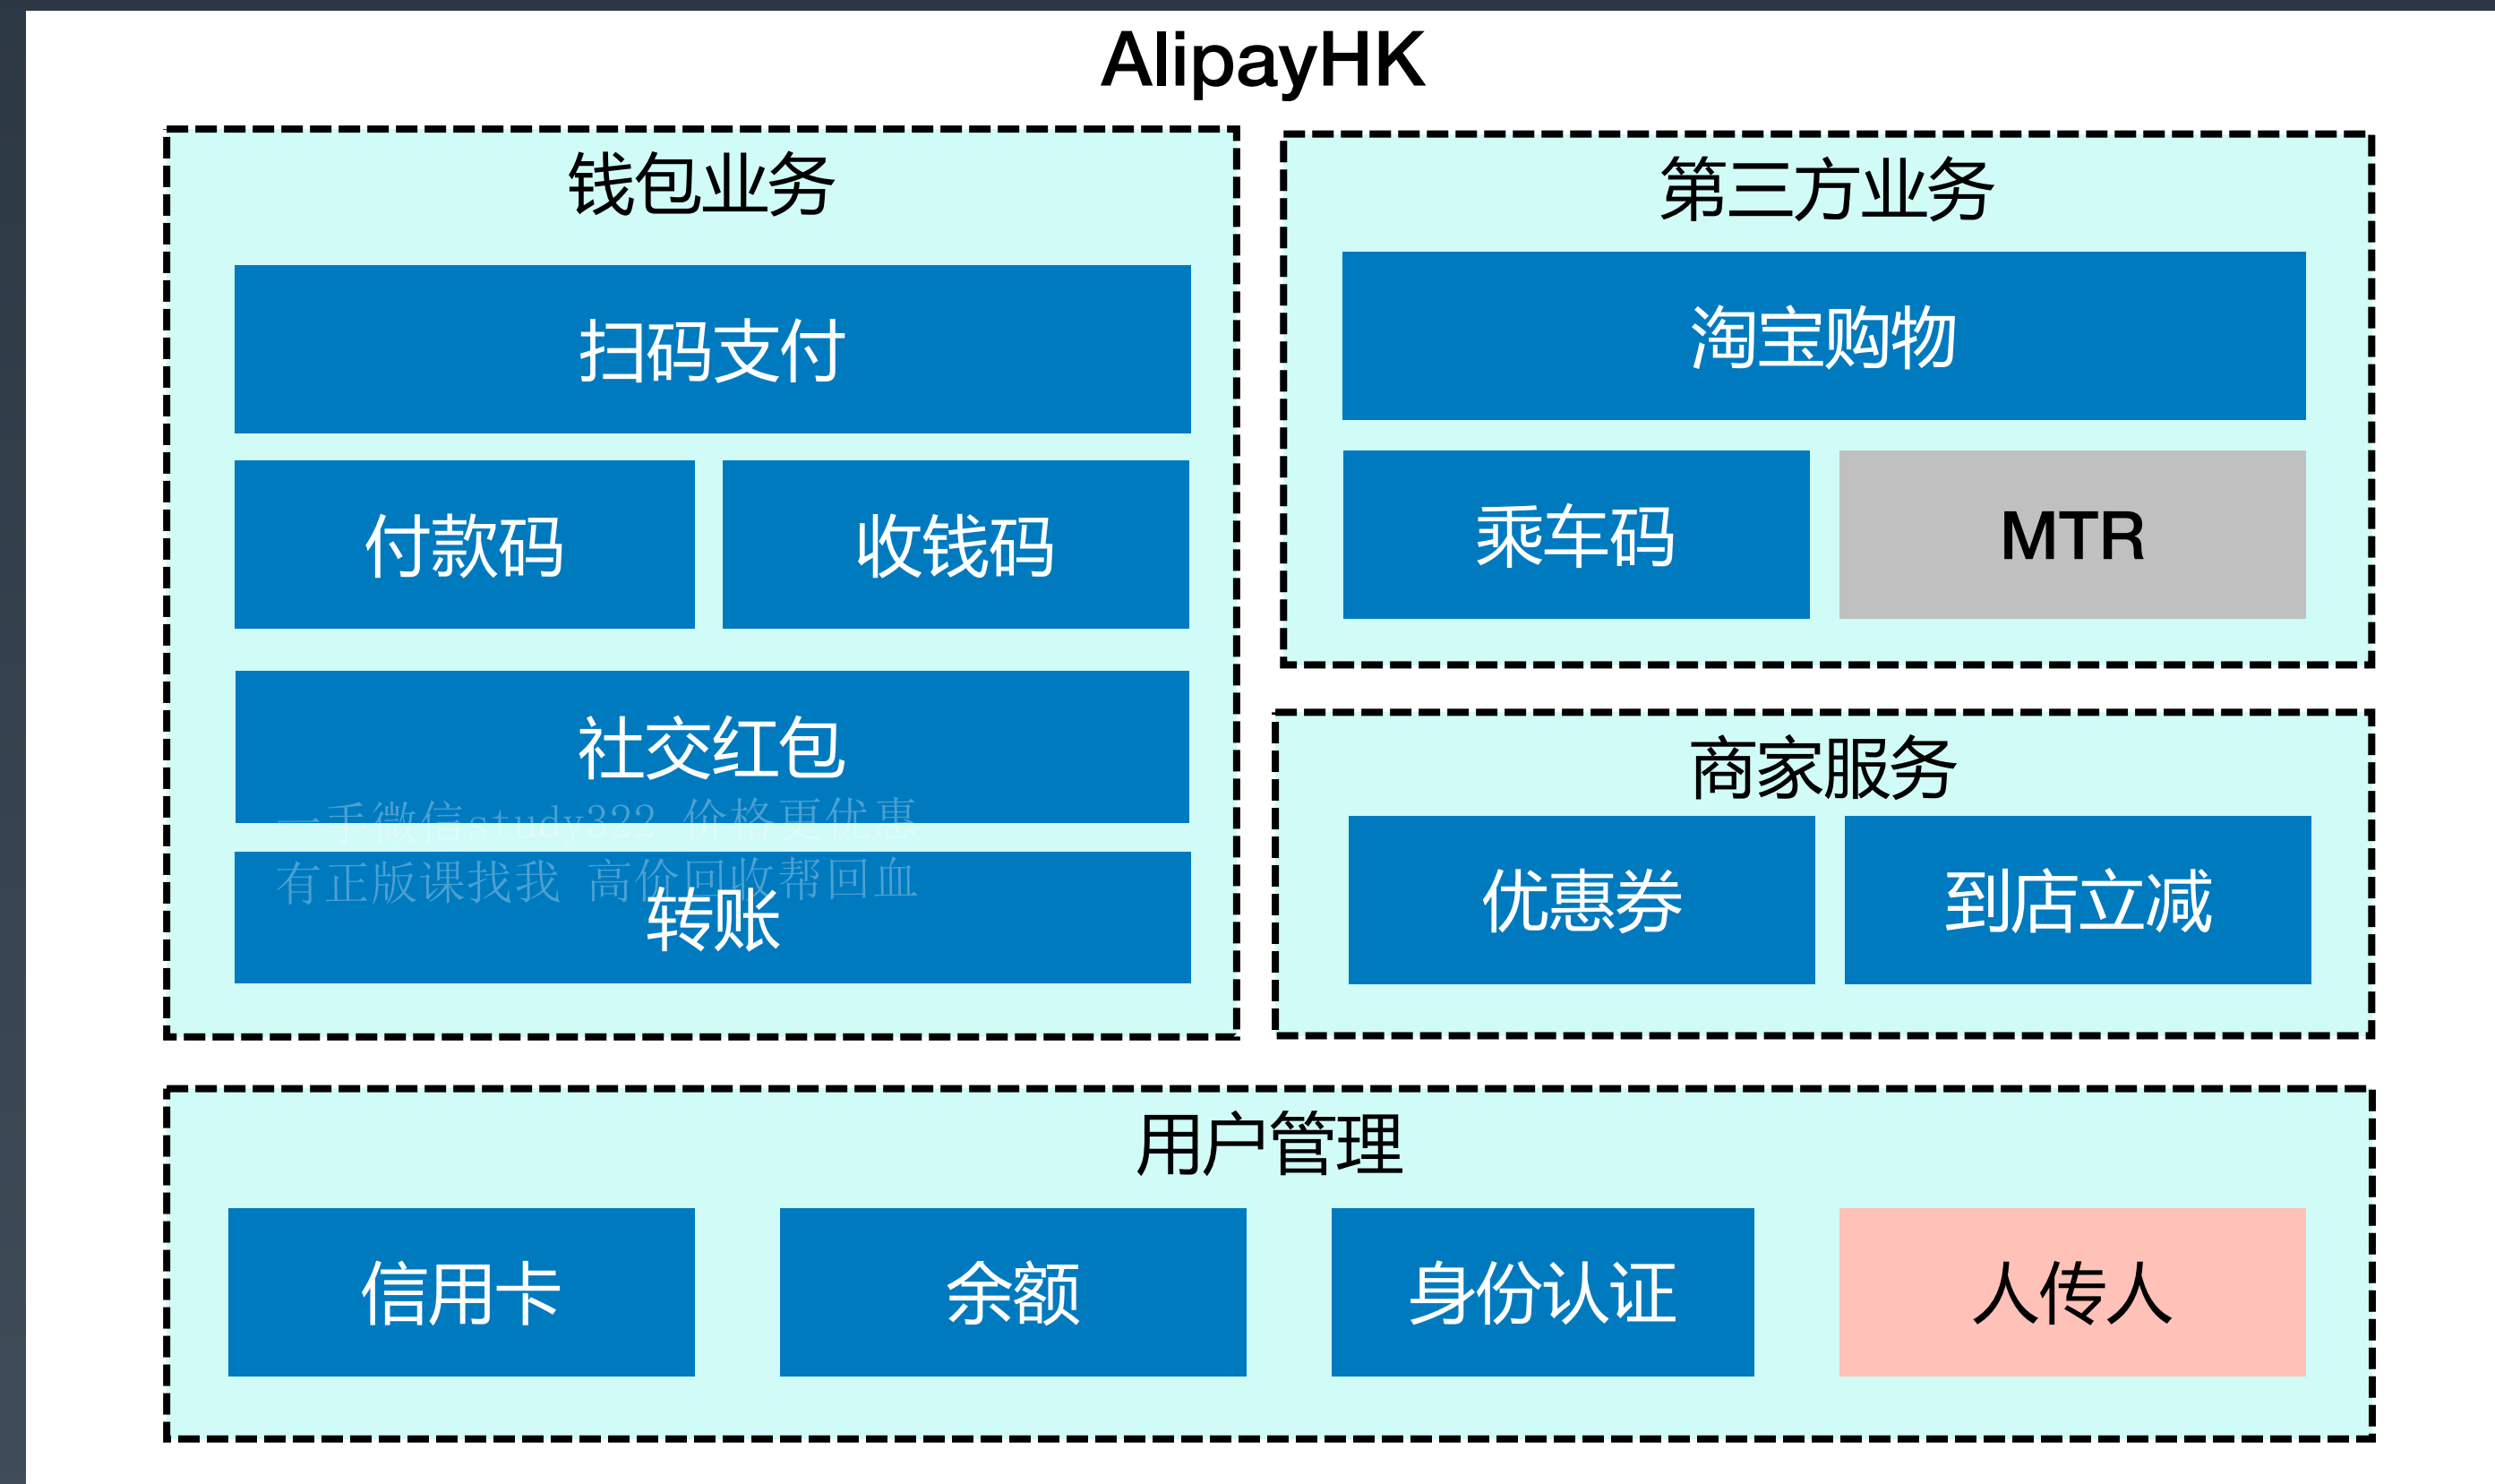 AlipayHK
钱包业务
扫码支付
付款码
收钱码
社交红包
一手微信study322 价格更优惠
有正版课找我 高价回收帮回血
转账
第三方业务
淘宝购物
乘车码
MTR
商家服务
优惠券
到店立减
用户管理
信用卡
余额
身份认证
人传人